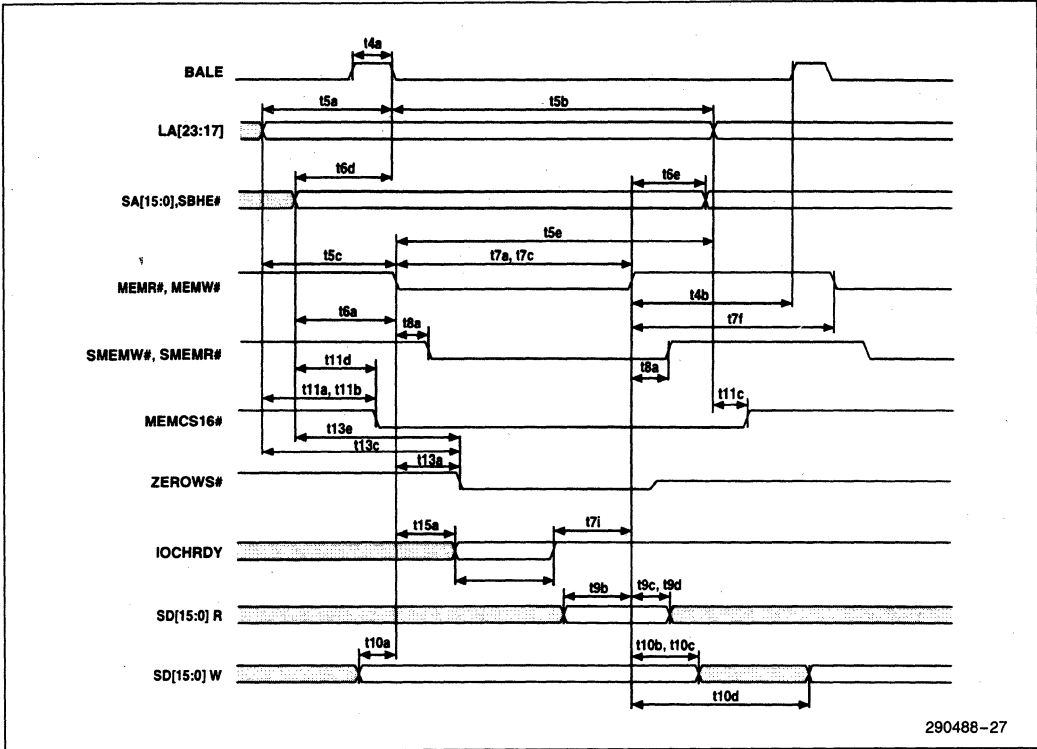 t4a
BALE
t5a
t5b
LA[23:17]
t6d
t6e
SA[15:0],SBHE#
t5e
t5c
t7a, t7c
MEMR#, MEMW#
t4b
t6a
t8a
t7f
SMEMW#, SMEMR#
t11d
t8a
t11a, t11b
t11c
MEMCS16#
t13e
t13c
t13a
ZEROWS#
t15a
t7i
IOCHRDY
t9b
t9c, t9d
SD[15:0] R
t10a
t10b, t10c
SD[15:0] W
t10d
290488-27